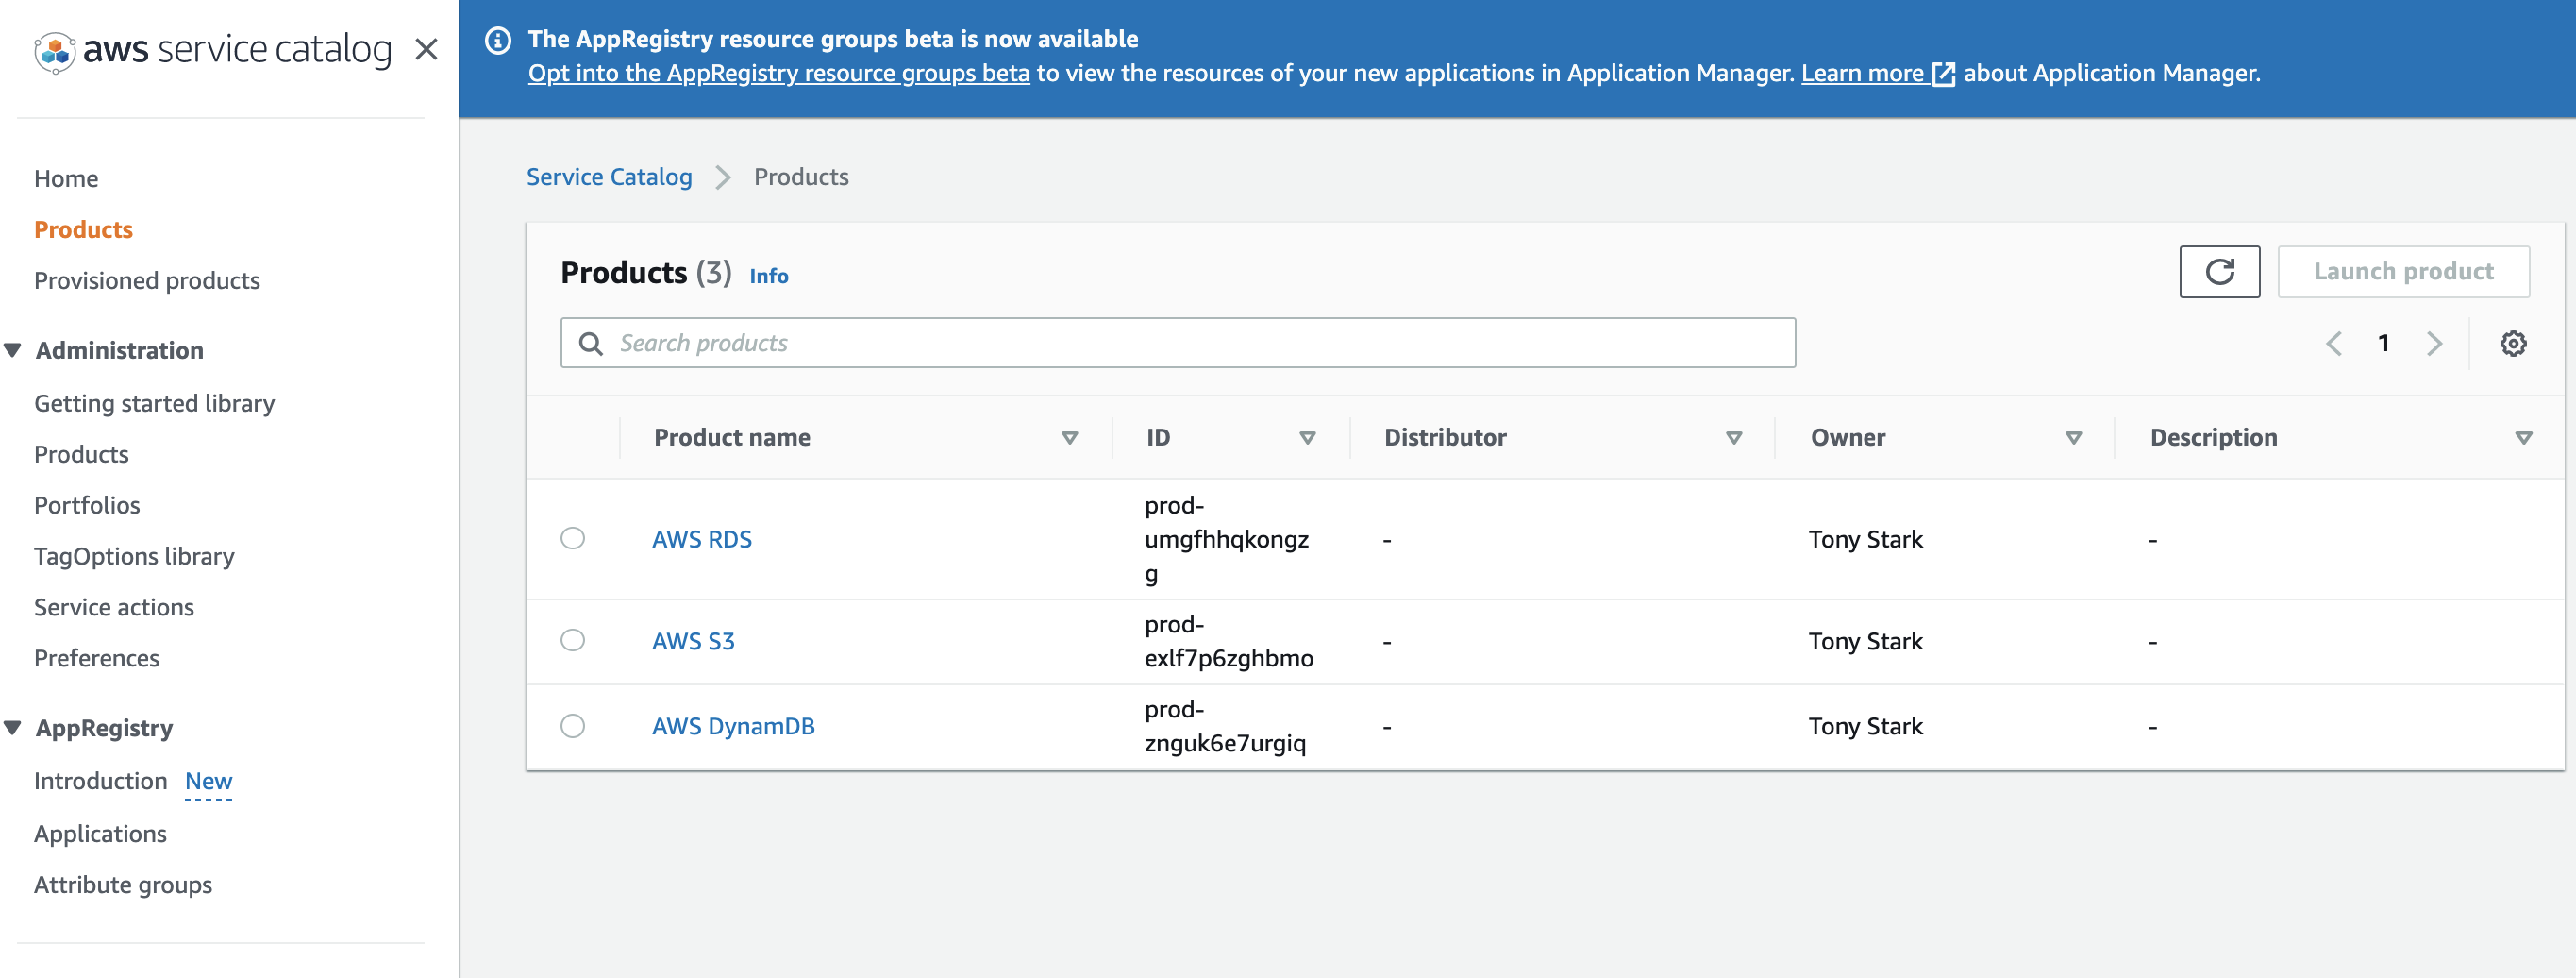 aws service catalog
Home
Products
Provisioned products
Administration
Getting started library
Products
Portfolios
TagOptions library
Service actions
Preferences
AppRegistry
Introduction New
Applications
Attribute groups
The AppRegistry resource groups beta is now available
Opt into the AppRegistry resource groups beta to view the resources of your new applications in Application Manager. Learn more about Application Manager.
Service Catalog Products
Products (3) Info
Launch product
Search products
1
Product name ID Distributor Owner Description
AWS RDS prod-
umgfhhqkongz
g - Tony Stark -
AWS S3 prod-
exlf7p6zghbmo - Tony Stark -
AWS DynamDB prod-
znguk6e7urgiq - Tony Stark -